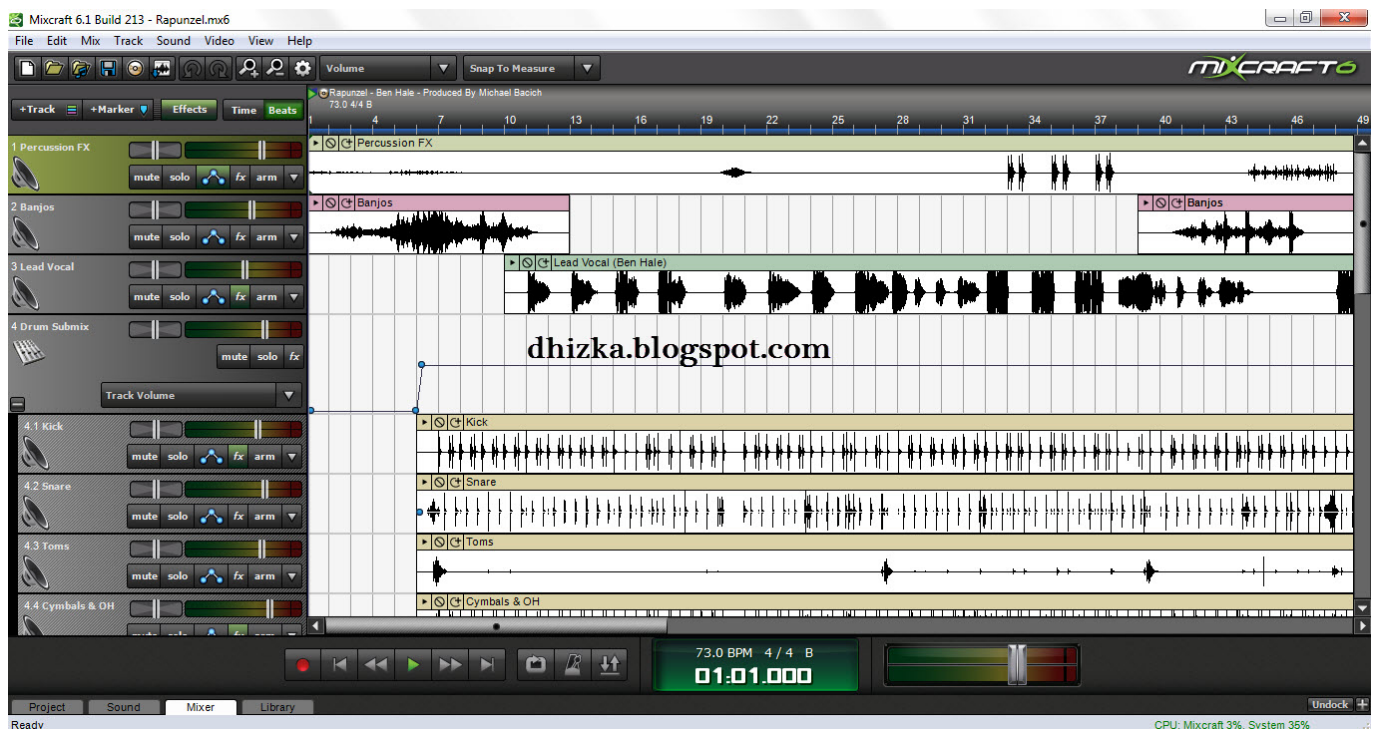 Mixcraft 6.1 Build 213 - Rapunzel.mx6
File Edit Mix Track Sound Video View Help
Volume Snap To Measure MIXCRAFT6
+Track +Marker Effects Time Beats
Rapunzel - Ben Hale - Produced By Michael Bacich
73.0 4/4 B
1 4 7 10 13 16 19 22 25 28 31 34 37 40 43 46 49
1 Percussion FX
mute solo fx arm
Percussion FX
2 Banjos
mute solo fx arm
Banjos Banjos
3 Lead Vocal
mute solo fx arm
Lead Vocal (Ben Hale)
4 Drum Submix
mute solo fx
Track Volume
dhizka.blogspot.com
4.1 Kick
mute solo fx arm
Kick
4.2 Snare
mute solo fx arm
Snare
4.3 Toms
mute solo fx arm
Toms
4.4 Cymbals & OH
mute solo fx arm
Cymbals & OH
73.0 BPM 4 / 4 B
01:01.000
Project Sound Mixer Library Undock
Ready CPU: Mixcraft 3%, System 35%